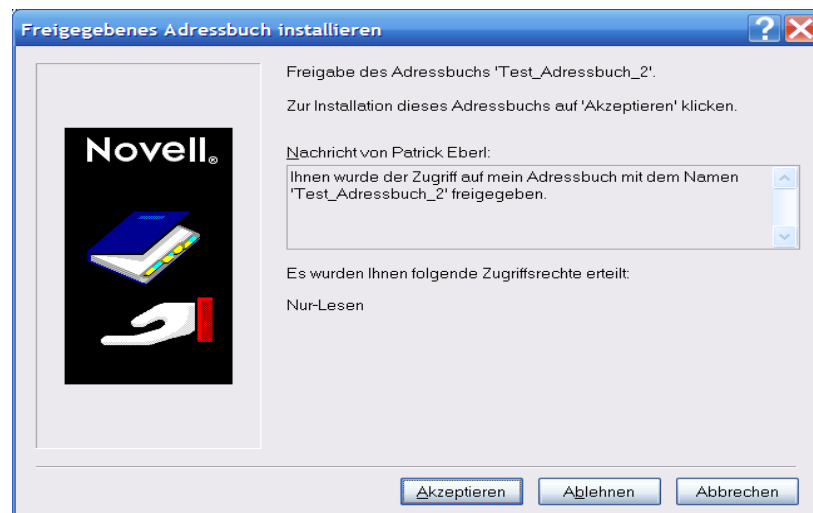 Freigegebenes Adressbuch installieren
Novell®
Freigabe des Adressbuchs 'Test_Adressbuch_2'.
Zur Installation dieses Adressbuchs auf 'Akzeptieren' klicken.
Nachricht von Patrick Eberl:
Ihnen wurde der Zugriff auf mein Adressbuch mit dem Namen
'Test_Adressbuch_2' freigegeben.
Es wurden Ihnen folgende Zugriffsrechte erteilt:
Nur-Lesen
Akzeptieren
Ablehnen
Abbrechen